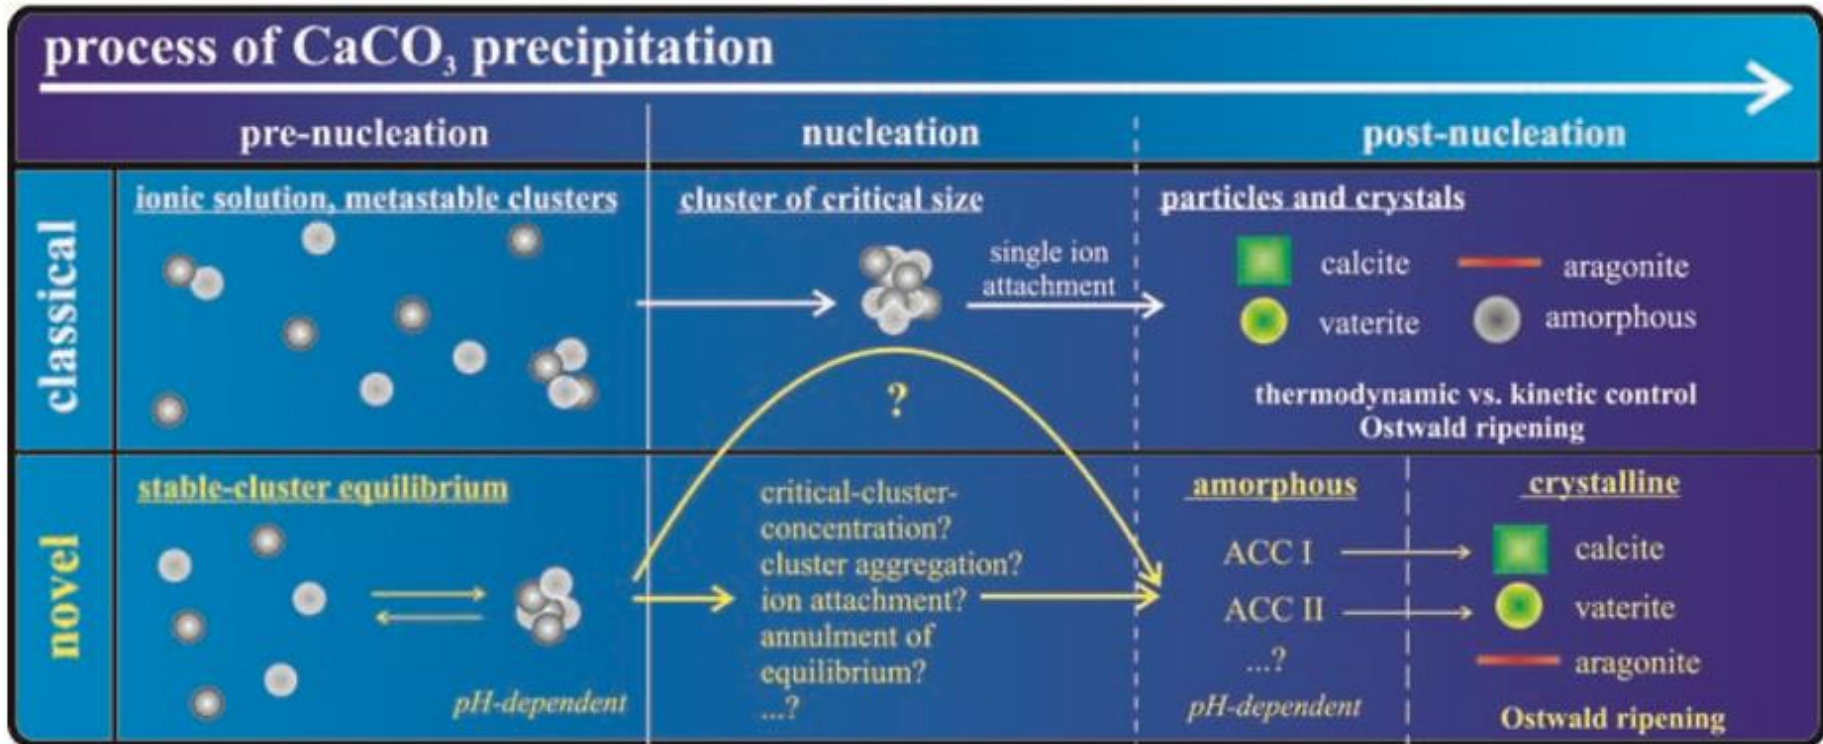 process of CaCO₃ precipitation
pre-nucleation
nucleation
post-nucleation
classical
ionic solution, metastable clusters
cluster of critical size
single ion
attachment
particles and crystals
calcite
aragonite
vaterite
amorphous
thermodynamic vs. kinetic control
Ostwald ripening
?
novel
stable-cluster equilibrium
pH-dependent
critical-cluster-
concentration?
cluster aggregation?
ion attachment?
annulment of
equilibrium?
...?
amorphous
ACC I
ACC II
...?
pH-dependent
crystalline
calcite
vaterite
aragonite
Ostwald ripening